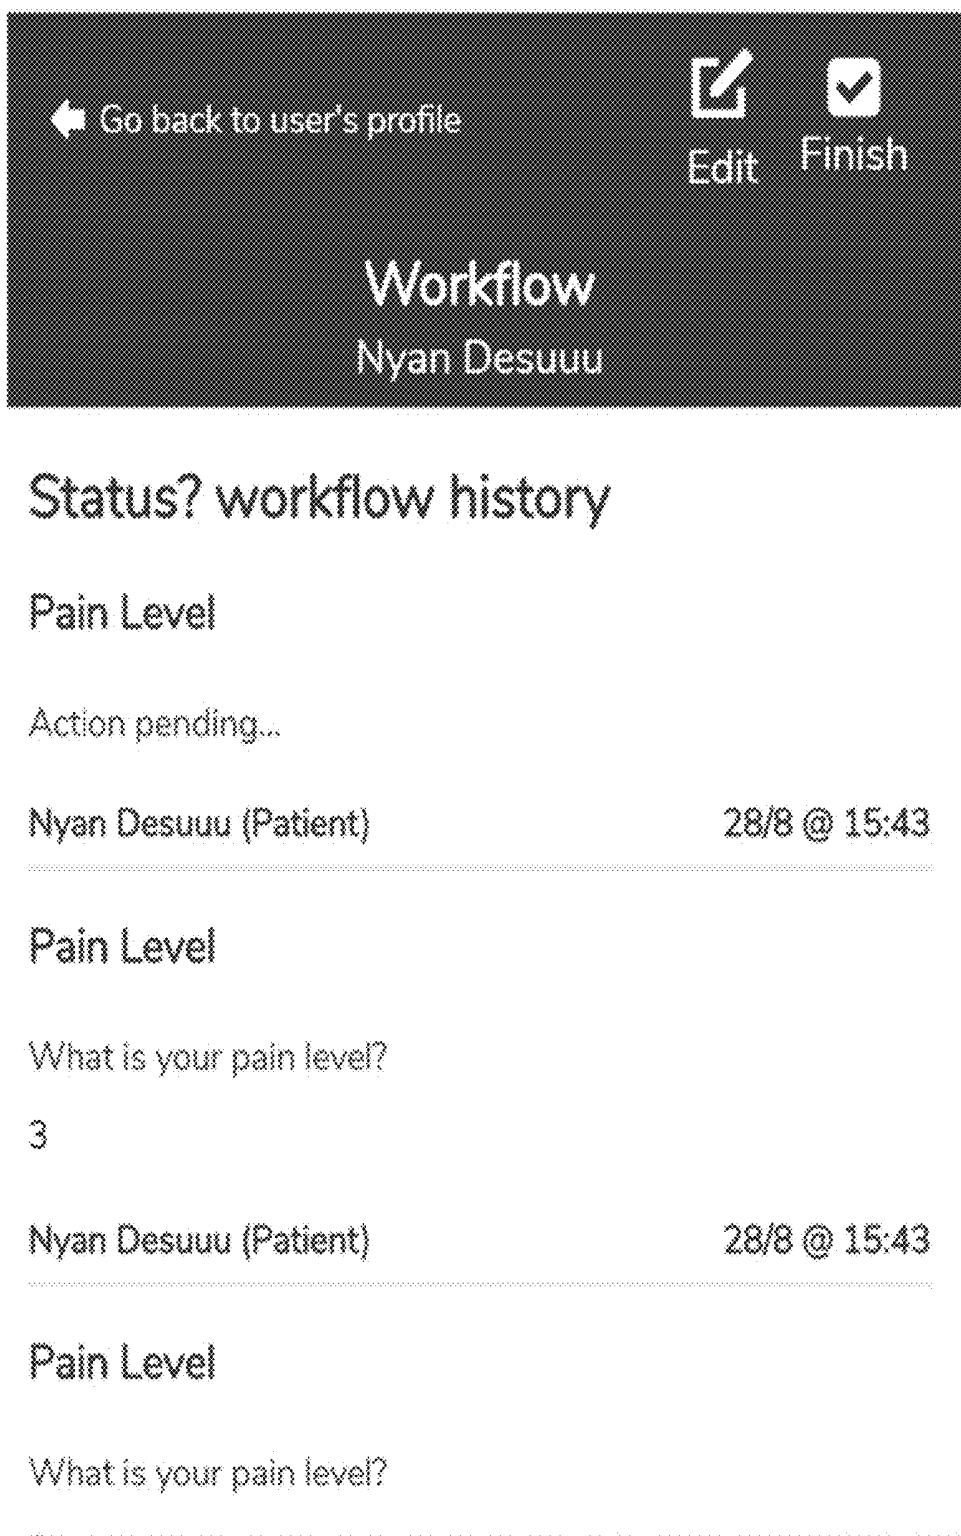 Go back to user's profile
Edit
Finish
Workflow
Nyan Desuuu
Status? workflow history
Pain Level
Action pending...
Nyan Desuuu (Patient) 28/8 @ 15:43
Pain Level
What is your pain level?
3
Nyan Desuuu (Patient) 28/8 @ 15:43
Pain Level
What is your pain level?